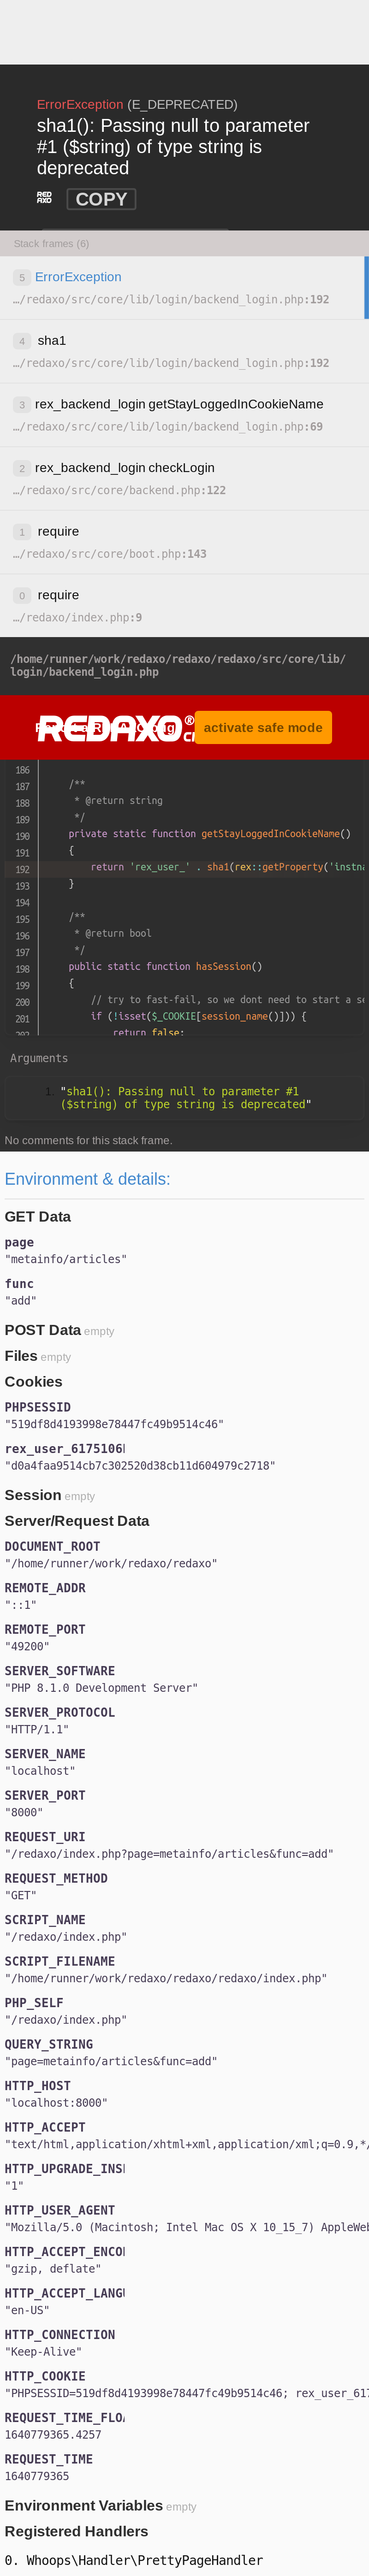 ErrorException (E_DEPRECATED)
sha1(): Passing null to parameter
#1 ($string) of type string is
deprecated
REDAXO
COPY
Stack frames (6)
5 ErrorException
…/redaxo/src/core/lib/login/backend_login.php:192
4 sha1
…/redaxo/src/core/lib/login/backend_login.php:192
3 rex_backend_login getStayLoggedInCookieName
…/redaxo/src/core/lib/login/backend_login.php:69
2 rex_backend_login checkLogin
…/redaxo/src/core/backend.php:122
1 require
…/redaxo/src/core/boot.php:143
0 require
…/redaxo/index.php:9
/home/runner/work/redaxo/redaxo/redaxo/src/core/lib/
login/backend_login.php
REDAXO®
activate safe mode
186
187 /**
188 * @return string
189 */
190 private static function getStayLoggedInCookieName()
191 {
192 return 'rex_user_' . sha1(rex::getProperty('instna
193 }
194
195 /**
196 * @return bool
197 */
198 public static function hasSession()
199 {
200 // try to fast-fail, so we dont need to start a se
201 if (!isset($_COOKIE[session_name()])) {
202 return false;
Arguments
1. "sha1(): Passing null to parameter #1
($string) of type string is deprecated"
No comments for this stack frame.
Environment & details:
GET Data
page
"metainfo/articles"
func
"add"
POST Data empty
Files empty
Cookies
PHPSESSID
"519df8d4193998e78447fc49b9514c46"
rex_user_6175106
"d0a4faa9514cb7c302520d38cb11d604979c2718"
Session empty
Server/Request Data
DOCUMENT_ROOT
"/home/runner/work/redaxo/redaxo"
REMOTE_ADDR
"::1"
REMOTE_PORT
"49200"
SERVER_SOFTWARE
"PHP 8.1.0 Development Server"
SERVER_PROTOCOL
"HTTP/1.1"
SERVER_NAME
"localhost"
SERVER_PORT
"8000"
REQUEST_URI
"/redaxo/index.php?page=metainfo/articles&func=add"
REQUEST_METHOD
"GET"
SCRIPT_NAME
"/redaxo/index.php"
SCRIPT_FILENAME
"/home/runner/work/redaxo/redaxo/redaxo/index.php"
PHP_SELF
"/redaxo/index.php"
QUERY_STRING
"page=metainfo/articles&func=add"
HTTP_HOST
"localhost:8000"
HTTP_ACCEPT
"text/html,application/xhtml+xml,application/xml;q=0.9,*/
HTTP_UPGRADE_INS
"1"
HTTP_USER_AGENT
"Mozilla/5.0 (Macintosh; Intel Mac OS X 10_15_7) AppleWeb
HTTP_ACCEPT_ENCO
"gzip, deflate"
HTTP_ACCEPT_LANG
"en-US"
HTTP_CONNECTION
"Keep-Alive"
HTTP_COOKIE
"PHPSESSID=519df8d4193998e78447fc49b9514c46; rex_user_617
REQUEST_TIME_FLOA
1640779365.4257
REQUEST_TIME
1640779365
Environment Variables empty
Registered Handlers
0. Whoops\Handler\PrettyPageHandler